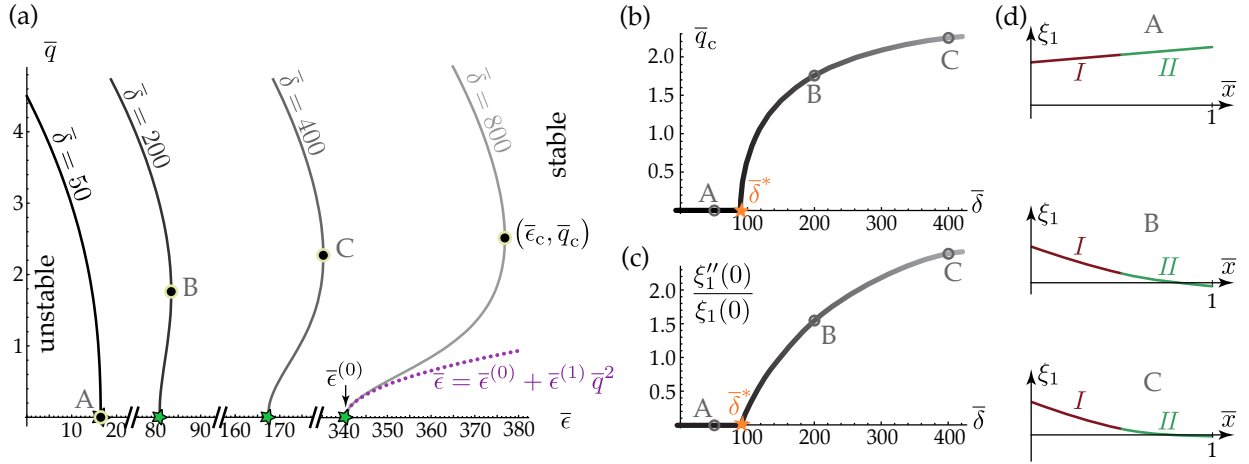 (a)
q̄
δ̄ = 50
δ̄ = 200
δ̄ = 400
δ̄ = 800
stable
unstable
4
3
2
1
A
B
C
(ϵ̄c, q̄c)
ϵ̄⁽⁰⁾
ϵ̄ = ϵ̄⁽⁰⁾ + ϵ̄⁽¹⁾ q̄²
ϵ̄
10 20 80 90 160 170 340 350 360 370 380
(b)
q̄c
2.0
1.5
1.0
0.5
A
B
C
δ̄*
δ̄
100 200 300 400
(c)
ξ₁''(0)
ξ₁(0)
2.0
1.5
1.0
0.5
A
B
C
δ̄*
δ̄
100 200 300 400
(d)
ξ₁
A
I
II
x̄
1
ξ₁
B
I
II
x̄
1
ξ₁
C
I
II
x̄
1